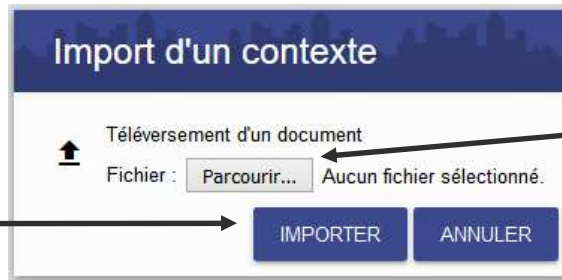 Import d'un contexte
Téléversement d'un document
Fichier : Parcourir... Aucun fichier sélectionné.
IMPORTER ANNULER